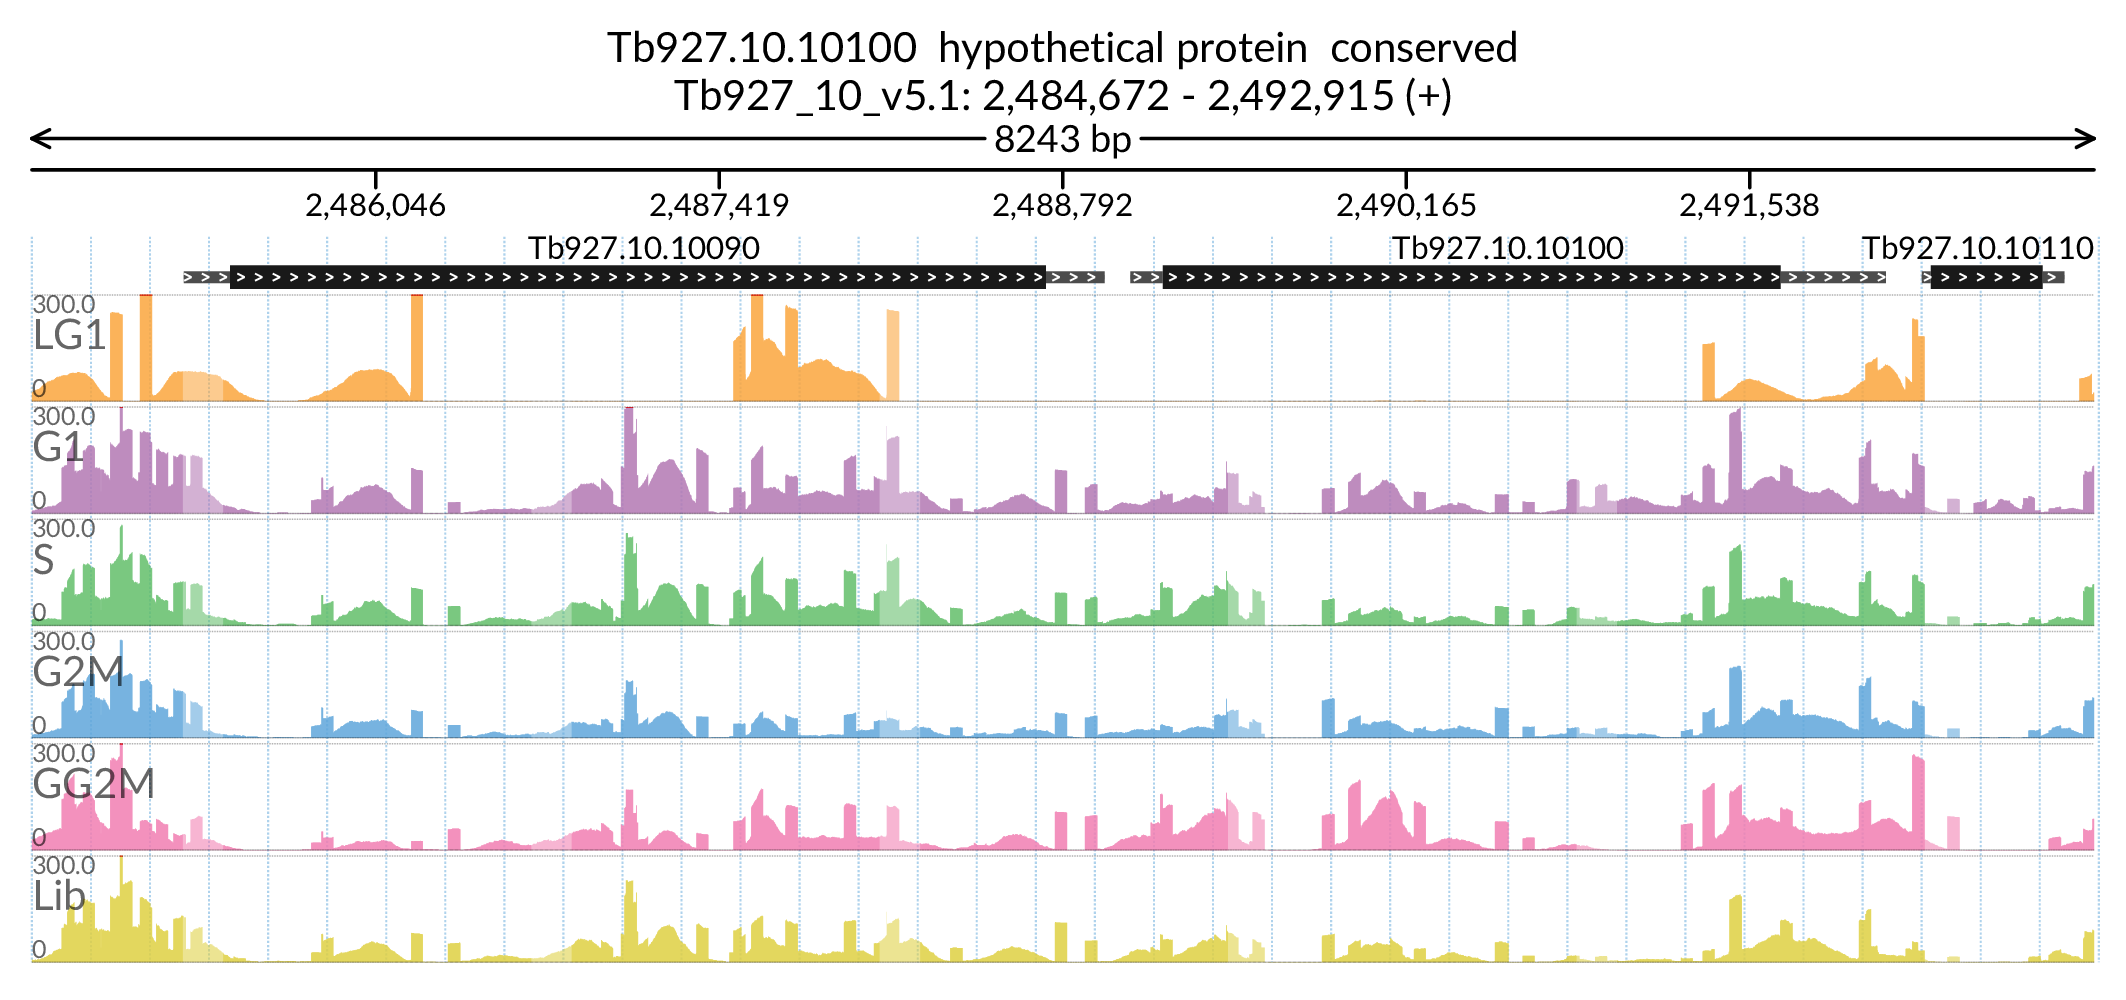 Tb927.10.10100 hypothetical protein conserved
Tb927_10_v5.1: 2,484,672 - 2,492,915 (+)
8243 bp
2,486,046 2,487,419 2,488,792 2,490,165 2,491,538
Tb927.10.10090 Tb927.10.10100 Tb927.10.10110
300.0
LG1
0
300.0
G1
0
300.0
S
0
300.0
G2M
0
300.0
GG2M
0
300.0
Lib
0